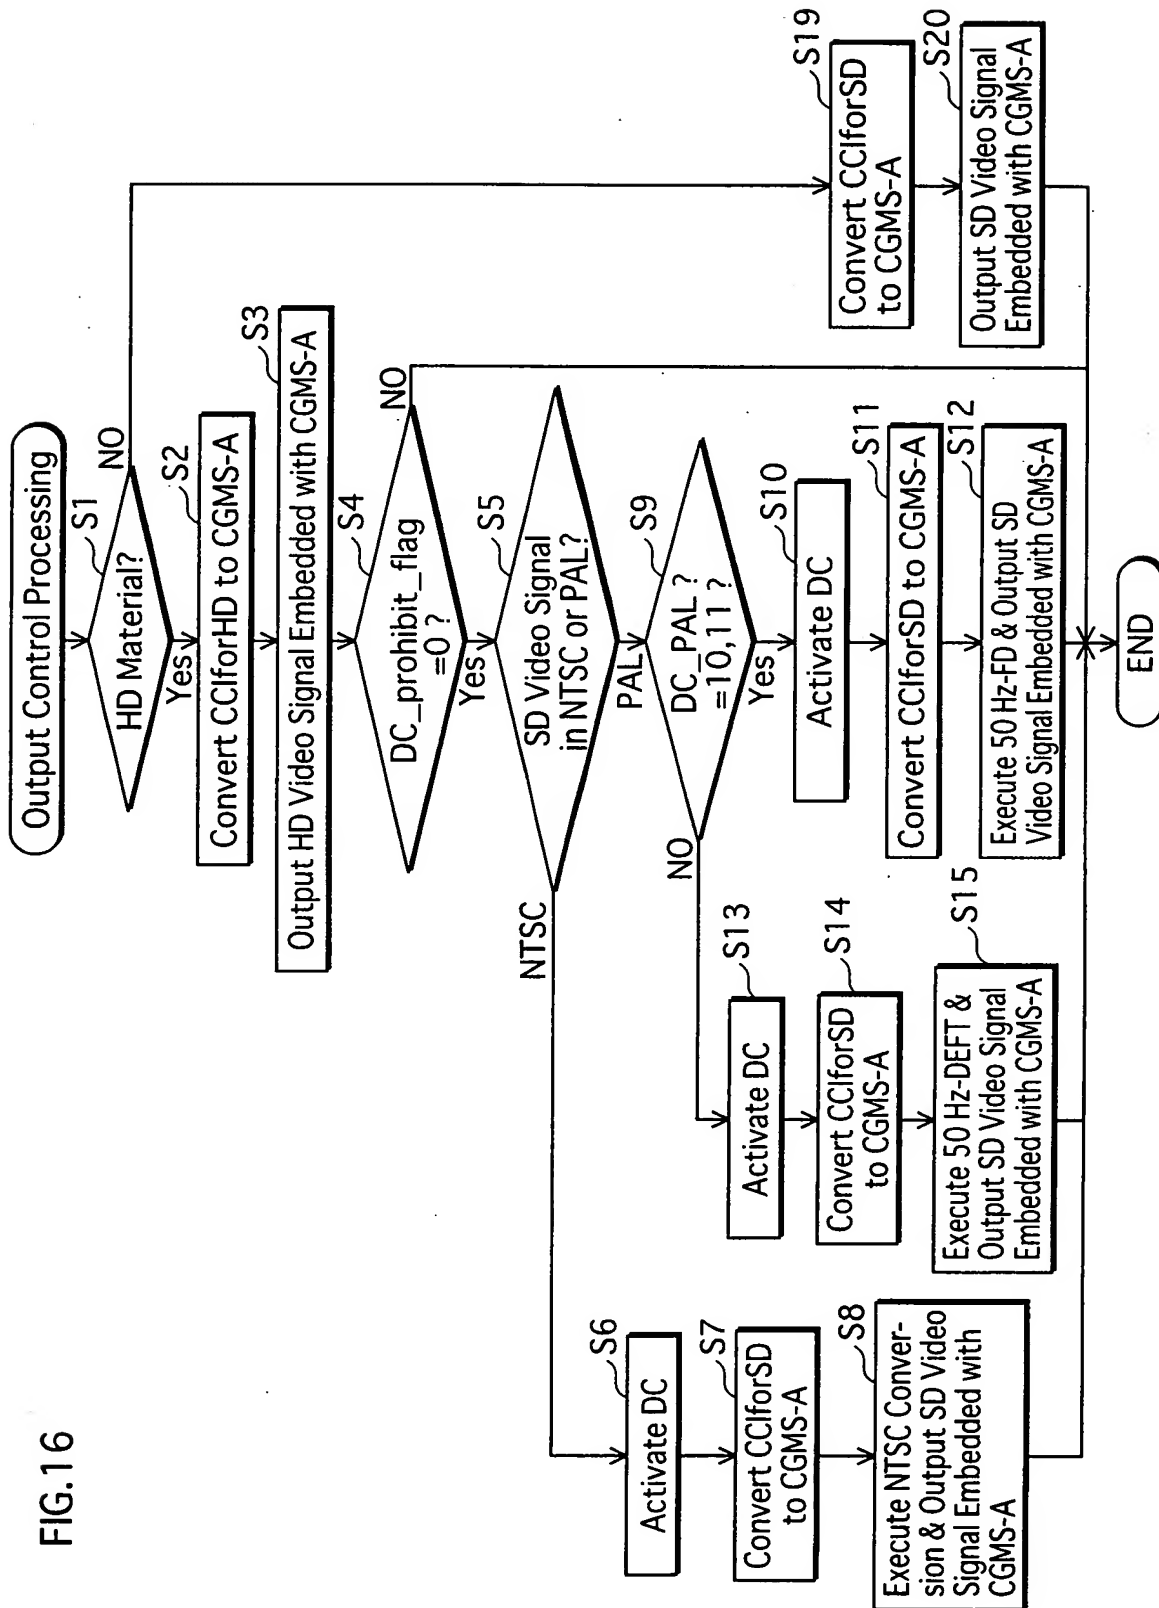 FIG.16
Output Control Processing
S1
HD Material?
NO
Yes
S2
Convert CCIforHD to CGMS-A
S3
Output HD Video Signal Embedded with CGMS-A
S4
DC_prohibit_flag
=0 ?
NO
Yes
S5
SD Video Signal
in NTSC or PAL?
NTSC
PAL
S6
Activate DC
S7
Convert CCIforSD
to CGMS-A
S8
Execute NTSC Conver-
sion & Output SD Video
Signal Embedded with
CGMS-A
S9
DC_PAL ?
=10,11 ?
NO
Yes
S10
Activate DC
S11
Convert CCIforSD to CGMS-A
S12
Execute 50 Hz-FD & Output SD
Video Signal Embedded with CGMS-A
S13
Activate DC
S14
Convert CCIforSD
to CGMS-A
S15
Execute 50 Hz-DEFT &
Output SD Video Signal
Embedded with CGMS-A
S19
Convert CCIforSD
to CGMS-A
S20
Output SD Video Signal
Embedded with CGMS-A
END